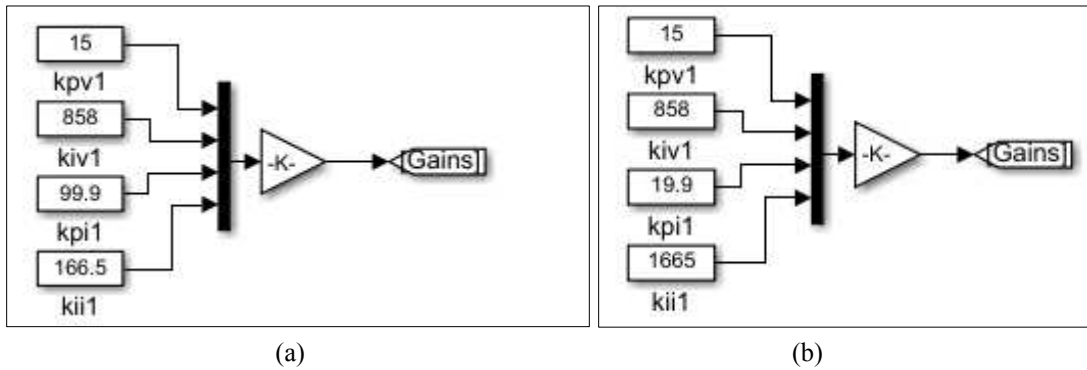 15
kpv1
858
kiv1
99.9
kpi1
166.5
kii1
-K-
Gains
(a)
15
kpv1
858
kiv1
19.9
kpi1
1665
kii1
-K-
Gains
(b)